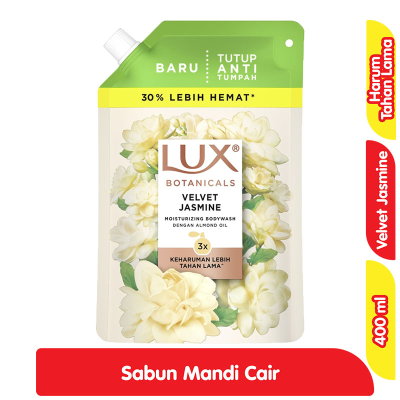 BARU
TUTUP
ANTI
TUMPAH
30% LEBIH HEMAT*
LUX®
BOTANICALS
VELVET
JASMINE
MOISTURIZING BODYWASH
DENGAN ALMOND OIL
3x
KEHARUMAN LEBIH
TAHAN LAMA*
Harum
Tahan Lama
Velvet Jasmine
400 ml
Sabun Mandi Cair